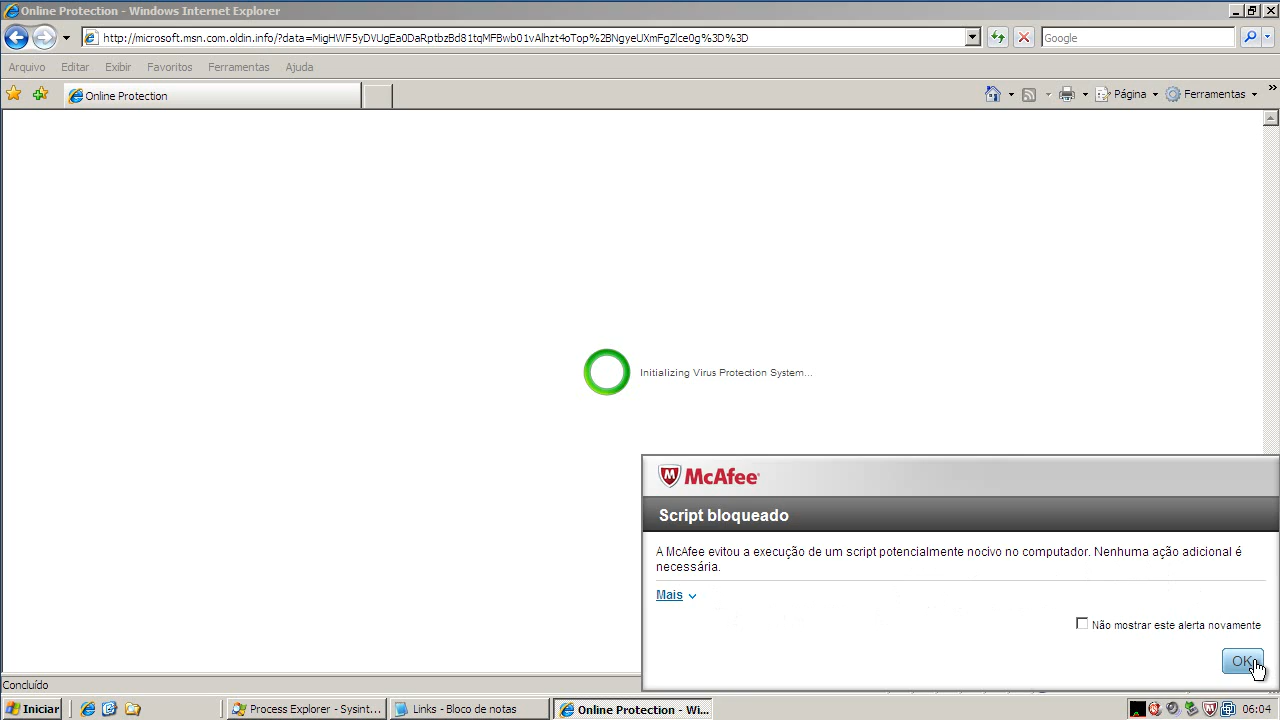 Online Protection - Windows Internet Explorer
http://microsoft.msn.com.oldin.info/?data=MigHWF5yDVUgEa0DaRptbzBd81tqMFBwb01vAlhzt4oTop%2BNgyeUXmFgZlce0g%3D%3D
Google
Arquivo Editar Exibir Favoritos Ferramentas Ajuda
Online Protection
Página Ferramentas »
Initializing Virus Protection System...
McAfee
Script bloqueado
A McAfee evitou a execução de um script potencialmente nocivo no computador. Nenhuma ação adicional é
necessária.
Mais
Não mostrar este alerta novamente
OK
Concluído
Iniciar
Process Explorer - Sysint...
Links - Bloco de notas
Online Protection - Wi...
06:04